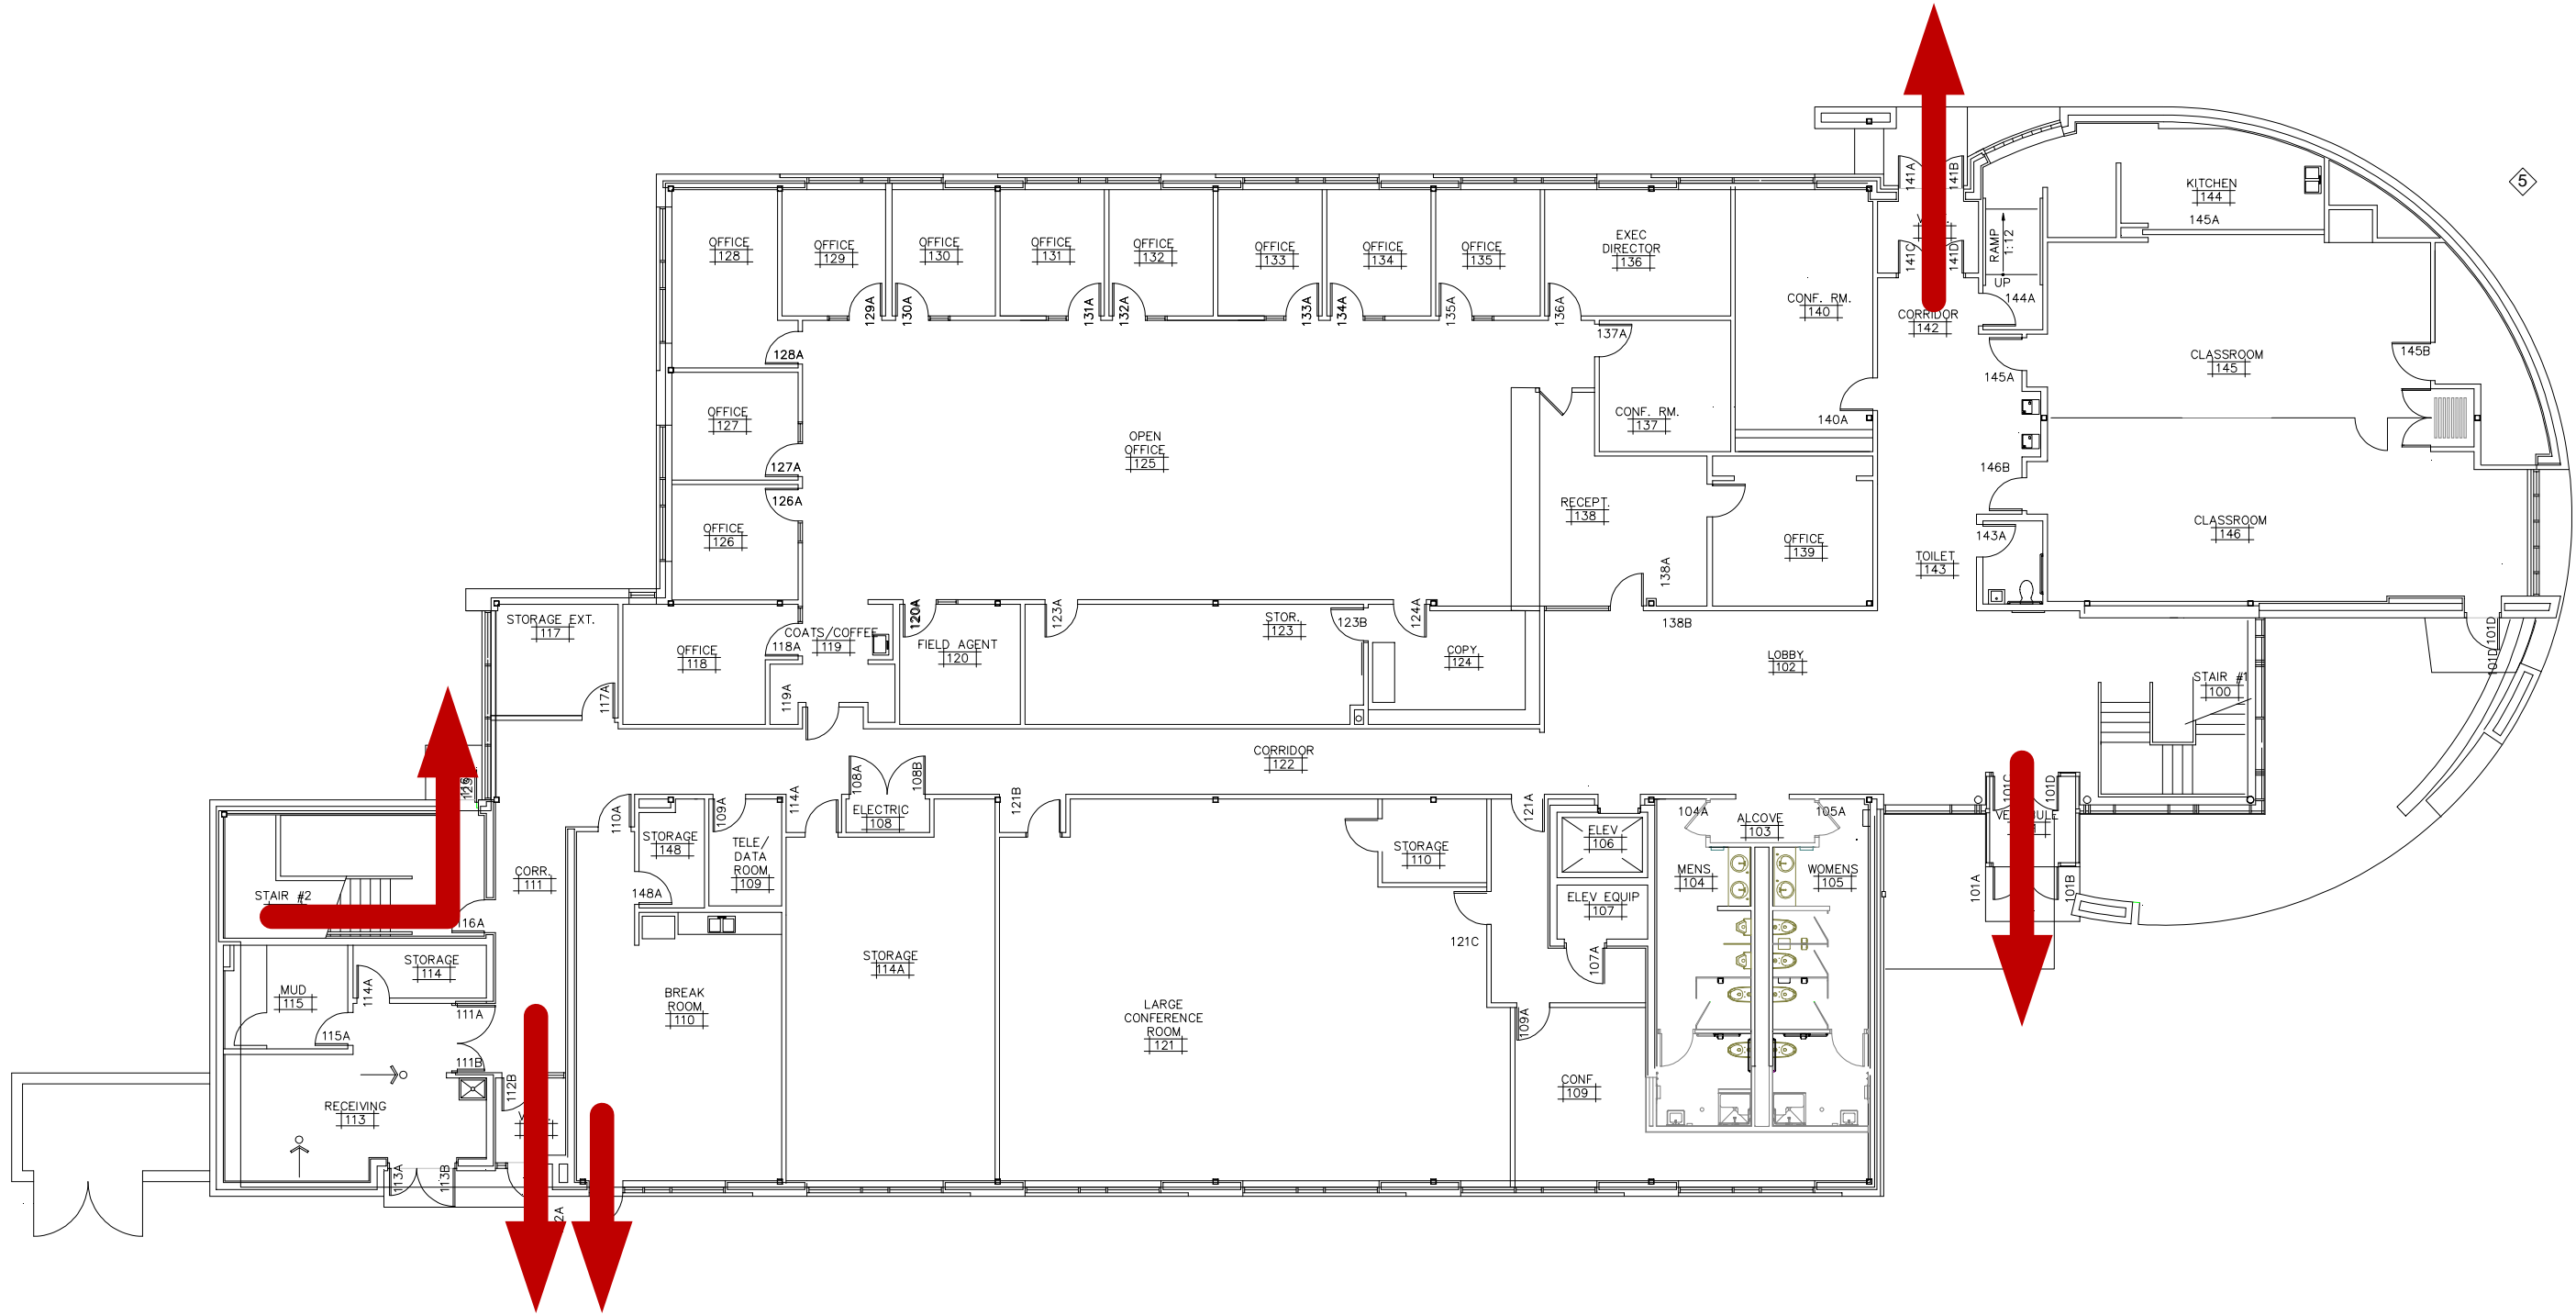 5
141A
141B
KITCHEN
144
145A
OFFICE
128
OFFICE
129
OFFICE
130
OFFICE
131
OFFICE
132
OFFICE
133
OFFICE
134
OFFICE
135
EXEC
DIRECTOR
136
141C
141D
RAMP
1:12
UP
CONF. RM.
140
144A
CORRIDOR
142
129A
130A
131A
132A
133A
134A
135A
136A
137A
128A
CLASSROOM
145
145B
145A
OFFICE
127
CONF. RM.
137
140A
OPEN
OFFICE
125
127A
146B
126A
RECEPT.
138
OFFICE
126
OFFICE
139
143A
CLASSROOM
146
TOILET
143
138A
STORAGE EXT.
117
OFFICE
118
118A
COATS/COFFEE
119
120A
FIELD AGENT
120
123A
STOR.
123
123B
124A
COPY
124
138B
LOBBY
102
101D
101D
STAIR #1
100
117A
119A
CORRIDOR
122
108A
108B
101C
101D
110A
109A
114A
ELECTRIC
108
121B
121A
104A
ALCOVE
103
105A
STORAGE
148
TELE/
DATA
ROOM
109
ELEV
106
STORAGE
110
CORR.
111
148A
MENS
104
WOMENS
105
101A
101B
STAIR #2
116A
ELEV EQUIP
107
121C
107A
STORAGE
114
STORAGE
114A
MUD
115
114A
BREAK
ROOM
110
LARGE
CONFERENCE
ROOM
121
111A
115A
109A
111B
112B
CONF
109
RECEIVING
113
113A
113B